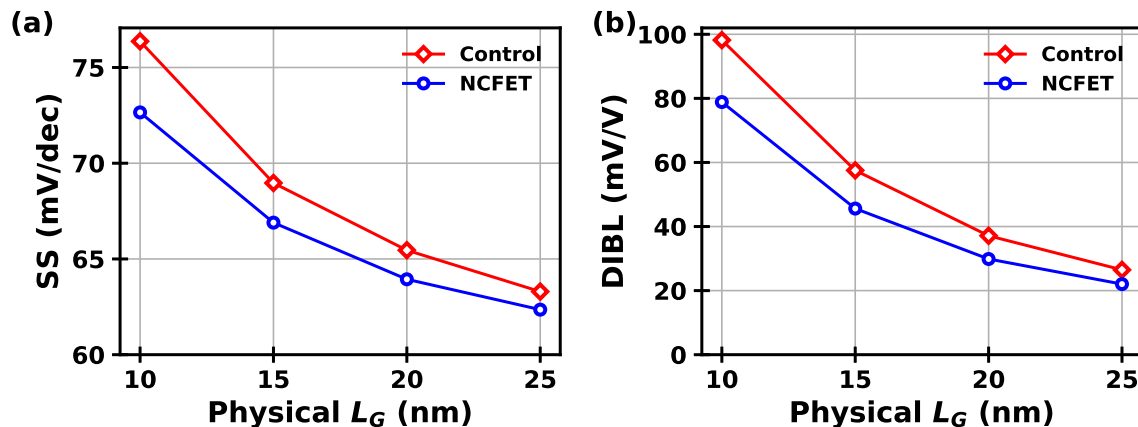 (a)
SS (mV/dec)
75
70
65
60
10 15 20 25
Physical L_G (nm)
Control
NCFET
(b)
DIBL (mV/V)
100
80
60
40
20
0
10 15 20 25
Physical L_G (nm)
Control
NCFET